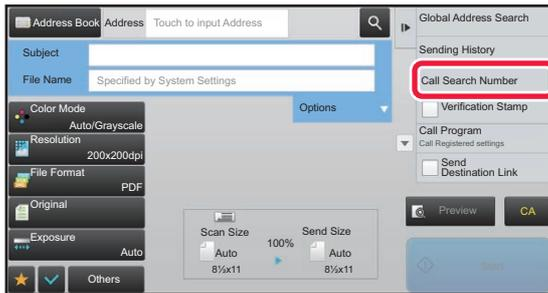 Address Book
Address
Touch to input Address
Subject
File Name
Specified by System Settings
Options
Color Mode
Auto/Grayscale
Resolution
200x200dpi
File Format
PDF
Original
Exposure
Auto
Others
Scan Size
Auto
8½x11
100%
Send Size
Auto
8½x11
Global Address Search
Sending History
Call Search Number
Verification Stamp
Call Program
Call Registered settings
Send
Destination Link
Preview
CA
Start